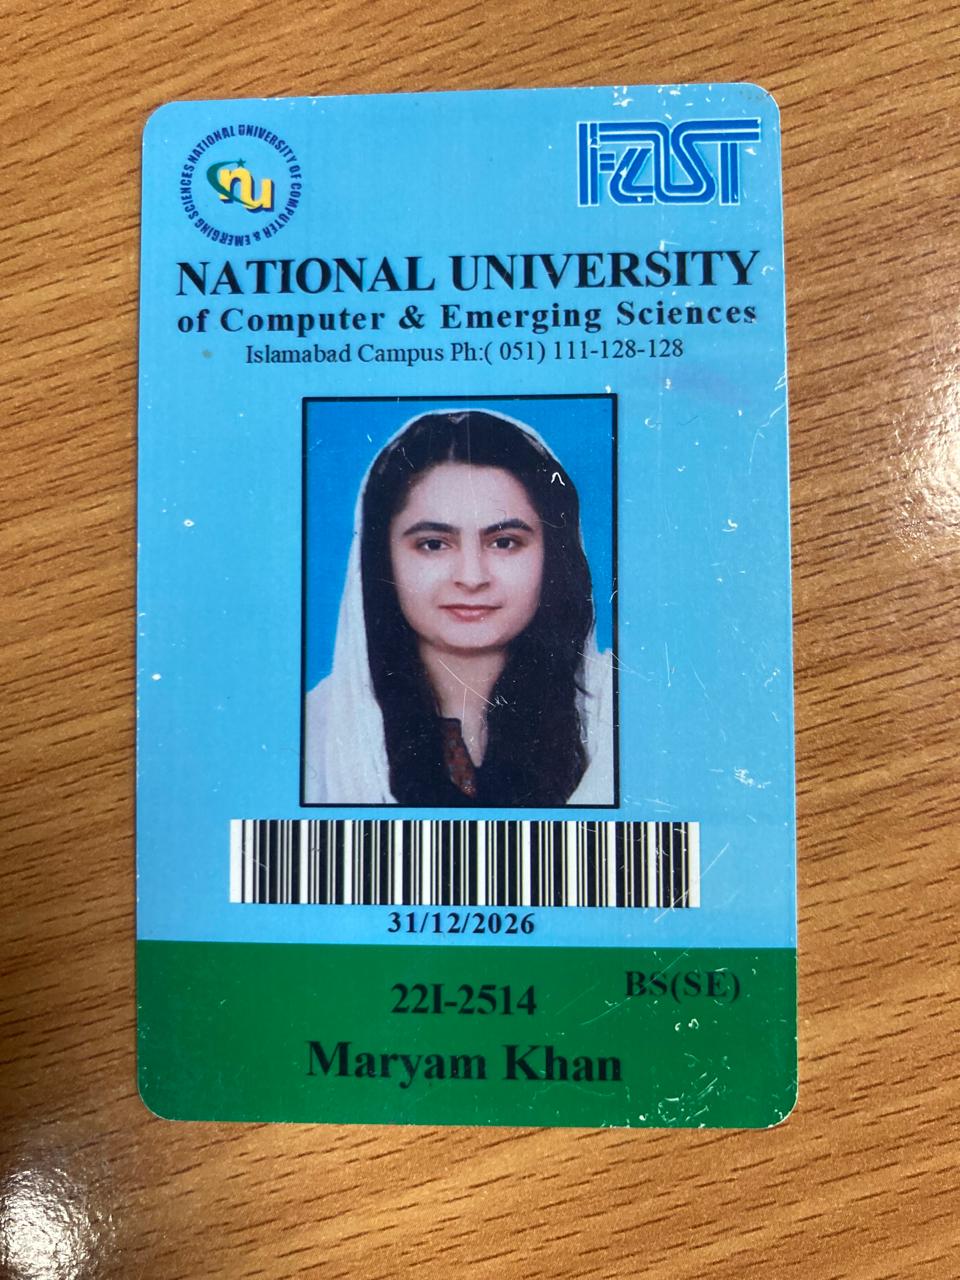 NATIONAL UNIVERSITY OF COMPUTER & EMERGING SCIENCES
nu
FAST
NATIONAL UNIVERSITY
of Computer & Emerging Sciences
Islamabad Campus Ph:( 051) 111-128-128
31/12/2026
BS(SE)
22I-2514
Maryam Khan